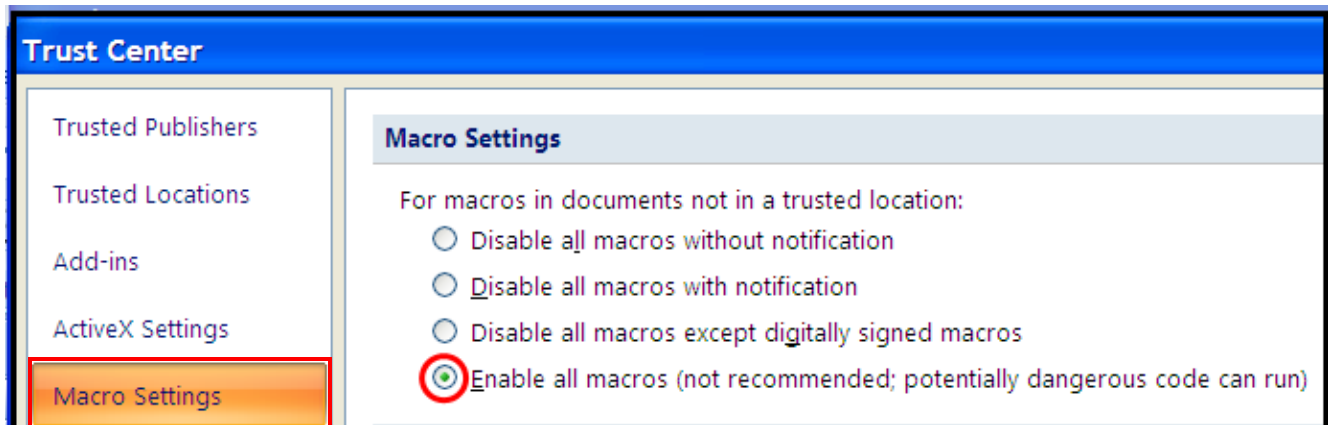 Trust Center
Trusted Publishers
Trusted Locations
Add-ins
ActiveX Settings
Macro Settings
Macro Settings
For macros in documents not in a trusted location:
Disable all macros without notification
Disable all macros with notification
Disable all macros except digitally signed macros
Enable all macros (not recommended; potentially dangerous code can run)